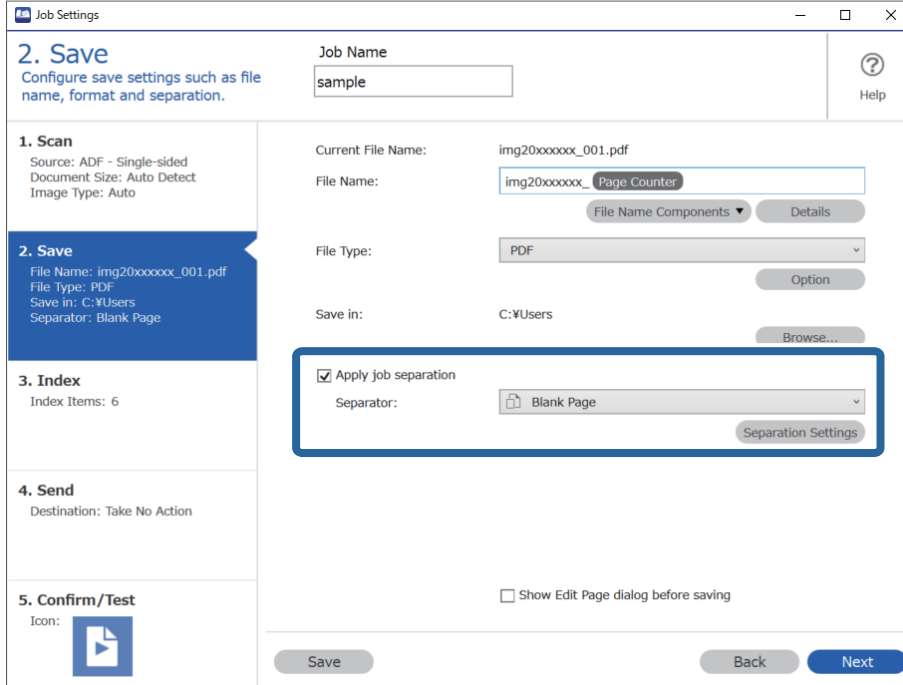 Job Settings
2. Save
Configure save settings such as file
name, format and separation.
Job Name
sample
Help
1. Scan
Source: ADF - Single-sided
Document Size: Auto Detect
Image Type: Auto
2. Save
File Name: img20xxxxxx_001.pdf
File Type: PDF
Save in: C:¥Users
Separator: Blank Page
3. Index
Index Items: 6
4. Send
Destination: Take No Action
5. Confirm/Test
Icon:
Current File Name: img20xxxxxx_001.pdf
File Name: img20xxxxxx_ Page Counter
File Name Components Details
File Type: PDF
Option
Save in: C:¥Users
Browse...
Apply job separation
Separator: Blank Page
Separation Settings
Show Edit Page dialog before saving
Save Back Next